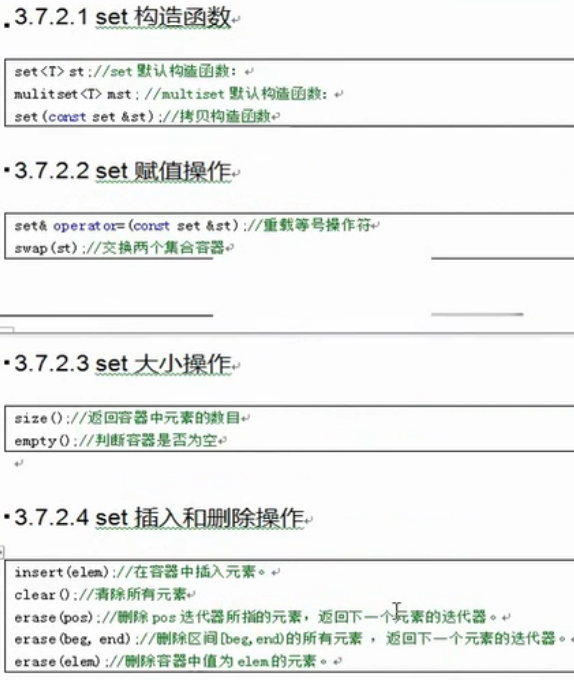 3.7.2.1 set 构造函数
set<T> st;//set 默认构造函数：
mulitset<T> mst; //multiset 默认构造函数:
set(const set &st);//拷贝构造函数
3.7.2.2 set 赋值操作
set& operator=(const set &st);//重载等号操作符
swap(st);//交换两个集合容器
3.7.2.3 set 大小操作
size();//返回容器中元素的数目
empty();//判断容器是否为空
3.7.2.4 set 插入和删除操作
insert(elem);//在容器中插入元素。
clear();//清除所有元素
erase(pos);//删除 pos 迭代器所指的元素，返回下一个元素的迭代器。
erase(beg, end);//删除区间[beg,end)的所有元素 ，返回下一个元素的迭代器。
erase(elem);//删除容器中值为 elem 的元素。